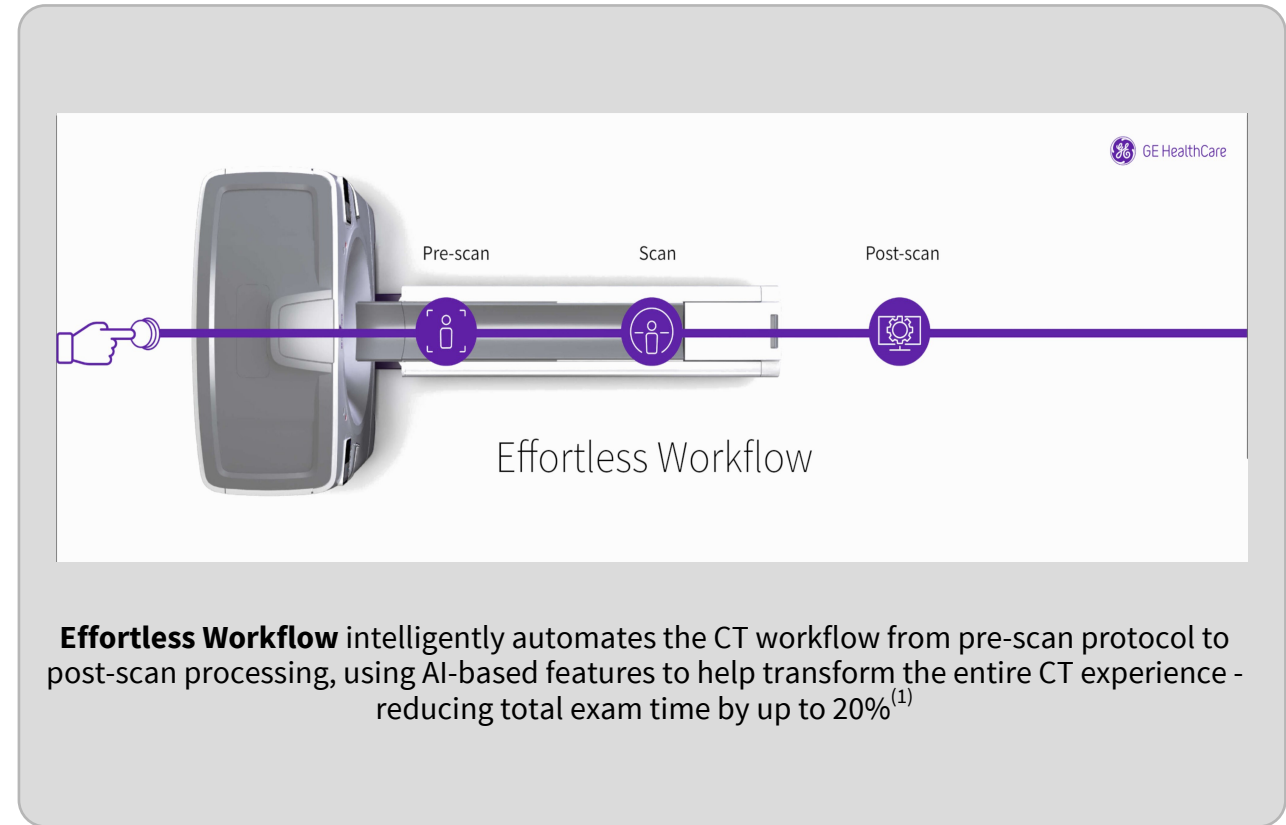 GE HealthCare
Pre-scan Scan Post-scan
Effortless Workflow
Effortless Workflow intelligently automates the CT workflow from pre-scan protocol to
post-scan processing, using AI-based features to help transform the entire CT experience -
reducing total exam time by up to 20%(1)